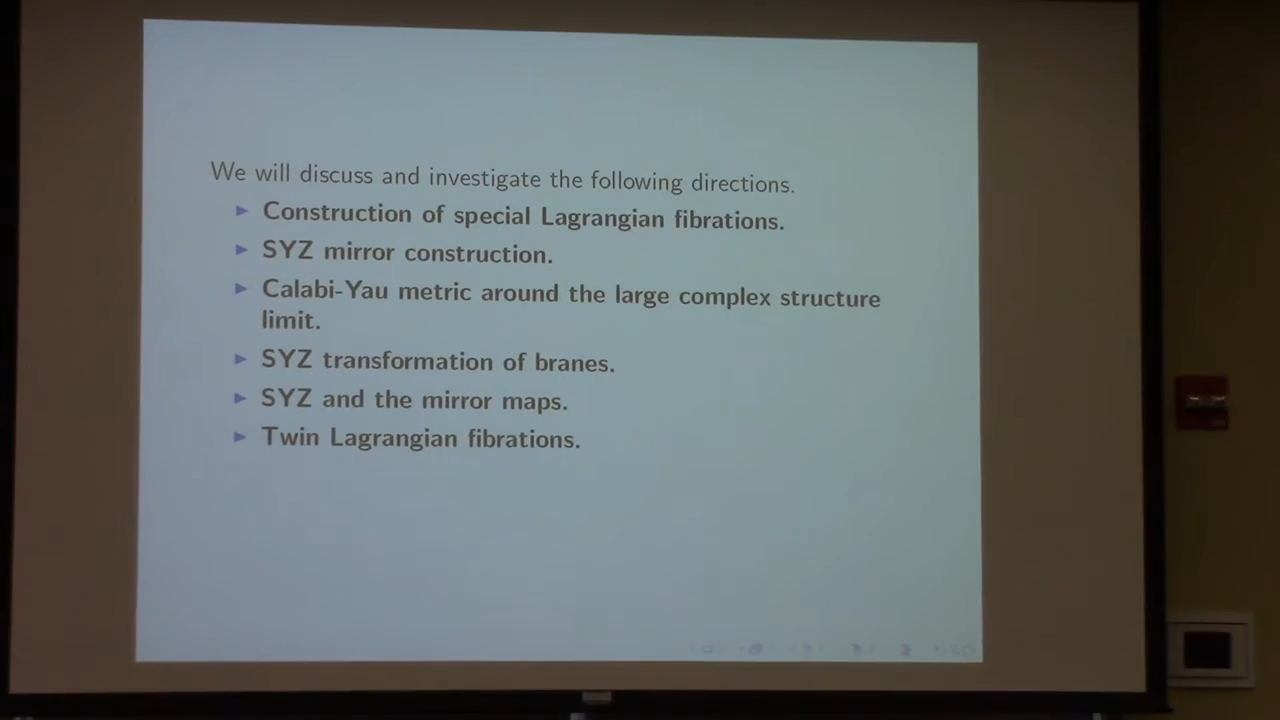 We will discuss and investigate the following directions.
Construction of special Lagrangian fibrations.
SYZ mirror construction.
Calabi-Yau metric around the large complex structure
limit.
SYZ transformation of branes.
SYZ and the mirror maps.
Twin Lagrangian fibrations.